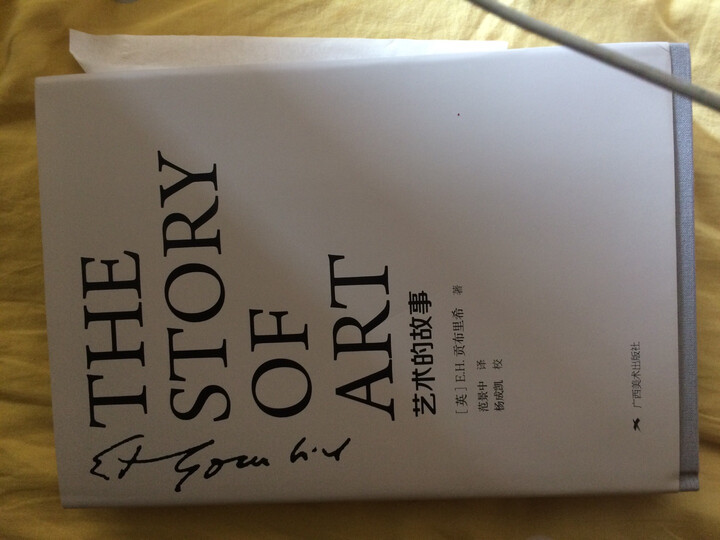 THE
STORY
OF
ART
艺术的故事
[英] E.H. 贡布里希 著
范景中 译
杨成凯 校
广西美术出版社